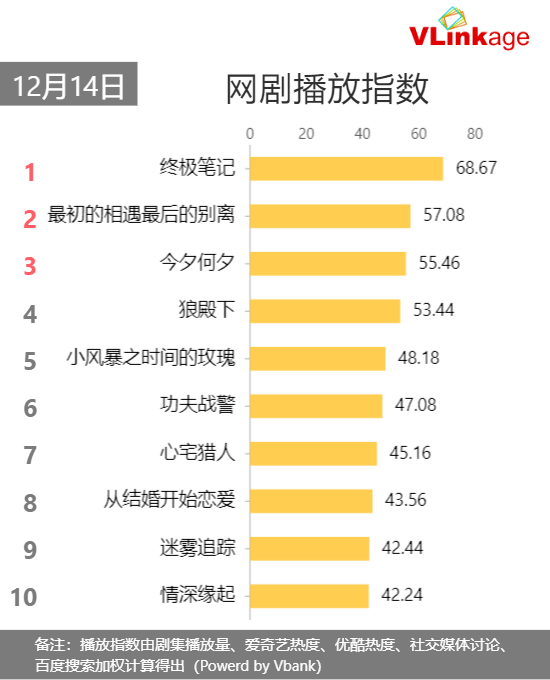 VLinkage
12月14日
网剧播放指数
0 20 40 60 80
1 终极笔记 68.67
2 最初的相遇最后的别离 57.08
3 今夕何夕 55.46
4 狼殿下 53.44
5 小风暴之时间的玫瑰 48.18
6 功夫战警 47.08
7 心宅猎人 45.16
8 从结婚开始恋爱 43.56
9 迷雾追踪 42.44
10 情深缘起 42.24
备注：播放指数由剧集播放量、爱奇艺热度、优酷热度、社交媒体讨论、
百度搜索加权计算得出（Powerd by Vbank）